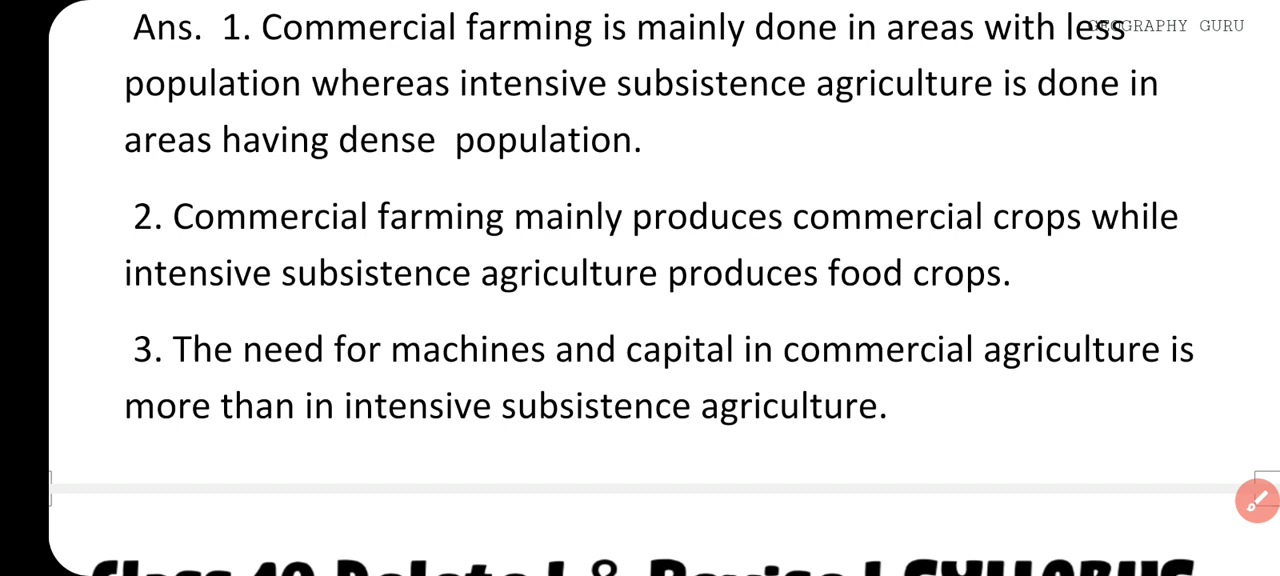 Ans. 1. Commercial farming is mainly done in areas with less
GEOGRAPHY GURU
population whereas intensive subsistence agriculture is done in
areas having dense population.
2. Commercial farming mainly produces commercial crops while
intensive subsistence agriculture produces food crops.
3. The need for machines and capital in commercial agriculture is
more than in intensive subsistence agriculture.